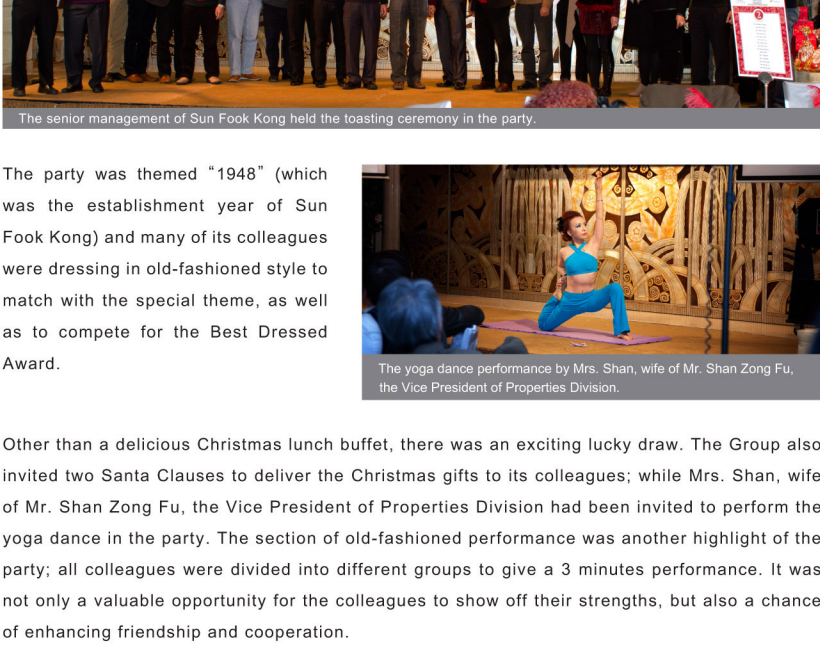 The senior management of Sun Fook Kong held the toasting ceremony in the party.
The party was themed “1948” (which
was the establishment year of Sun
Fook Kong) and many of its colleagues
were dressing in old-fashioned style to
match with the special theme, as well
as to compete for the Best Dressed
Award.
The yoga dance performance by Mrs. Shan, wife of Mr. Shan Zong Fu,
the Vice President of Properties Division.
Other than a delicious Christmas lunch buffet, there was an exciting lucky draw. The Group also
invited two Santa Clauses to deliver the Christmas gifts to its colleagues; while Mrs. Shan, wife
of Mr. Shan Zong Fu, the Vice President of Properties Division had been invited to perform the
yoga dance in the party. The section of old-fashioned performance was another highlight of the
party; all colleagues were divided into different groups to give a 3 minutes performance. It was
not only a valuable opportunity for the colleagues to show off their strengths, but also a chance
of enhancing friendship and cooperation.